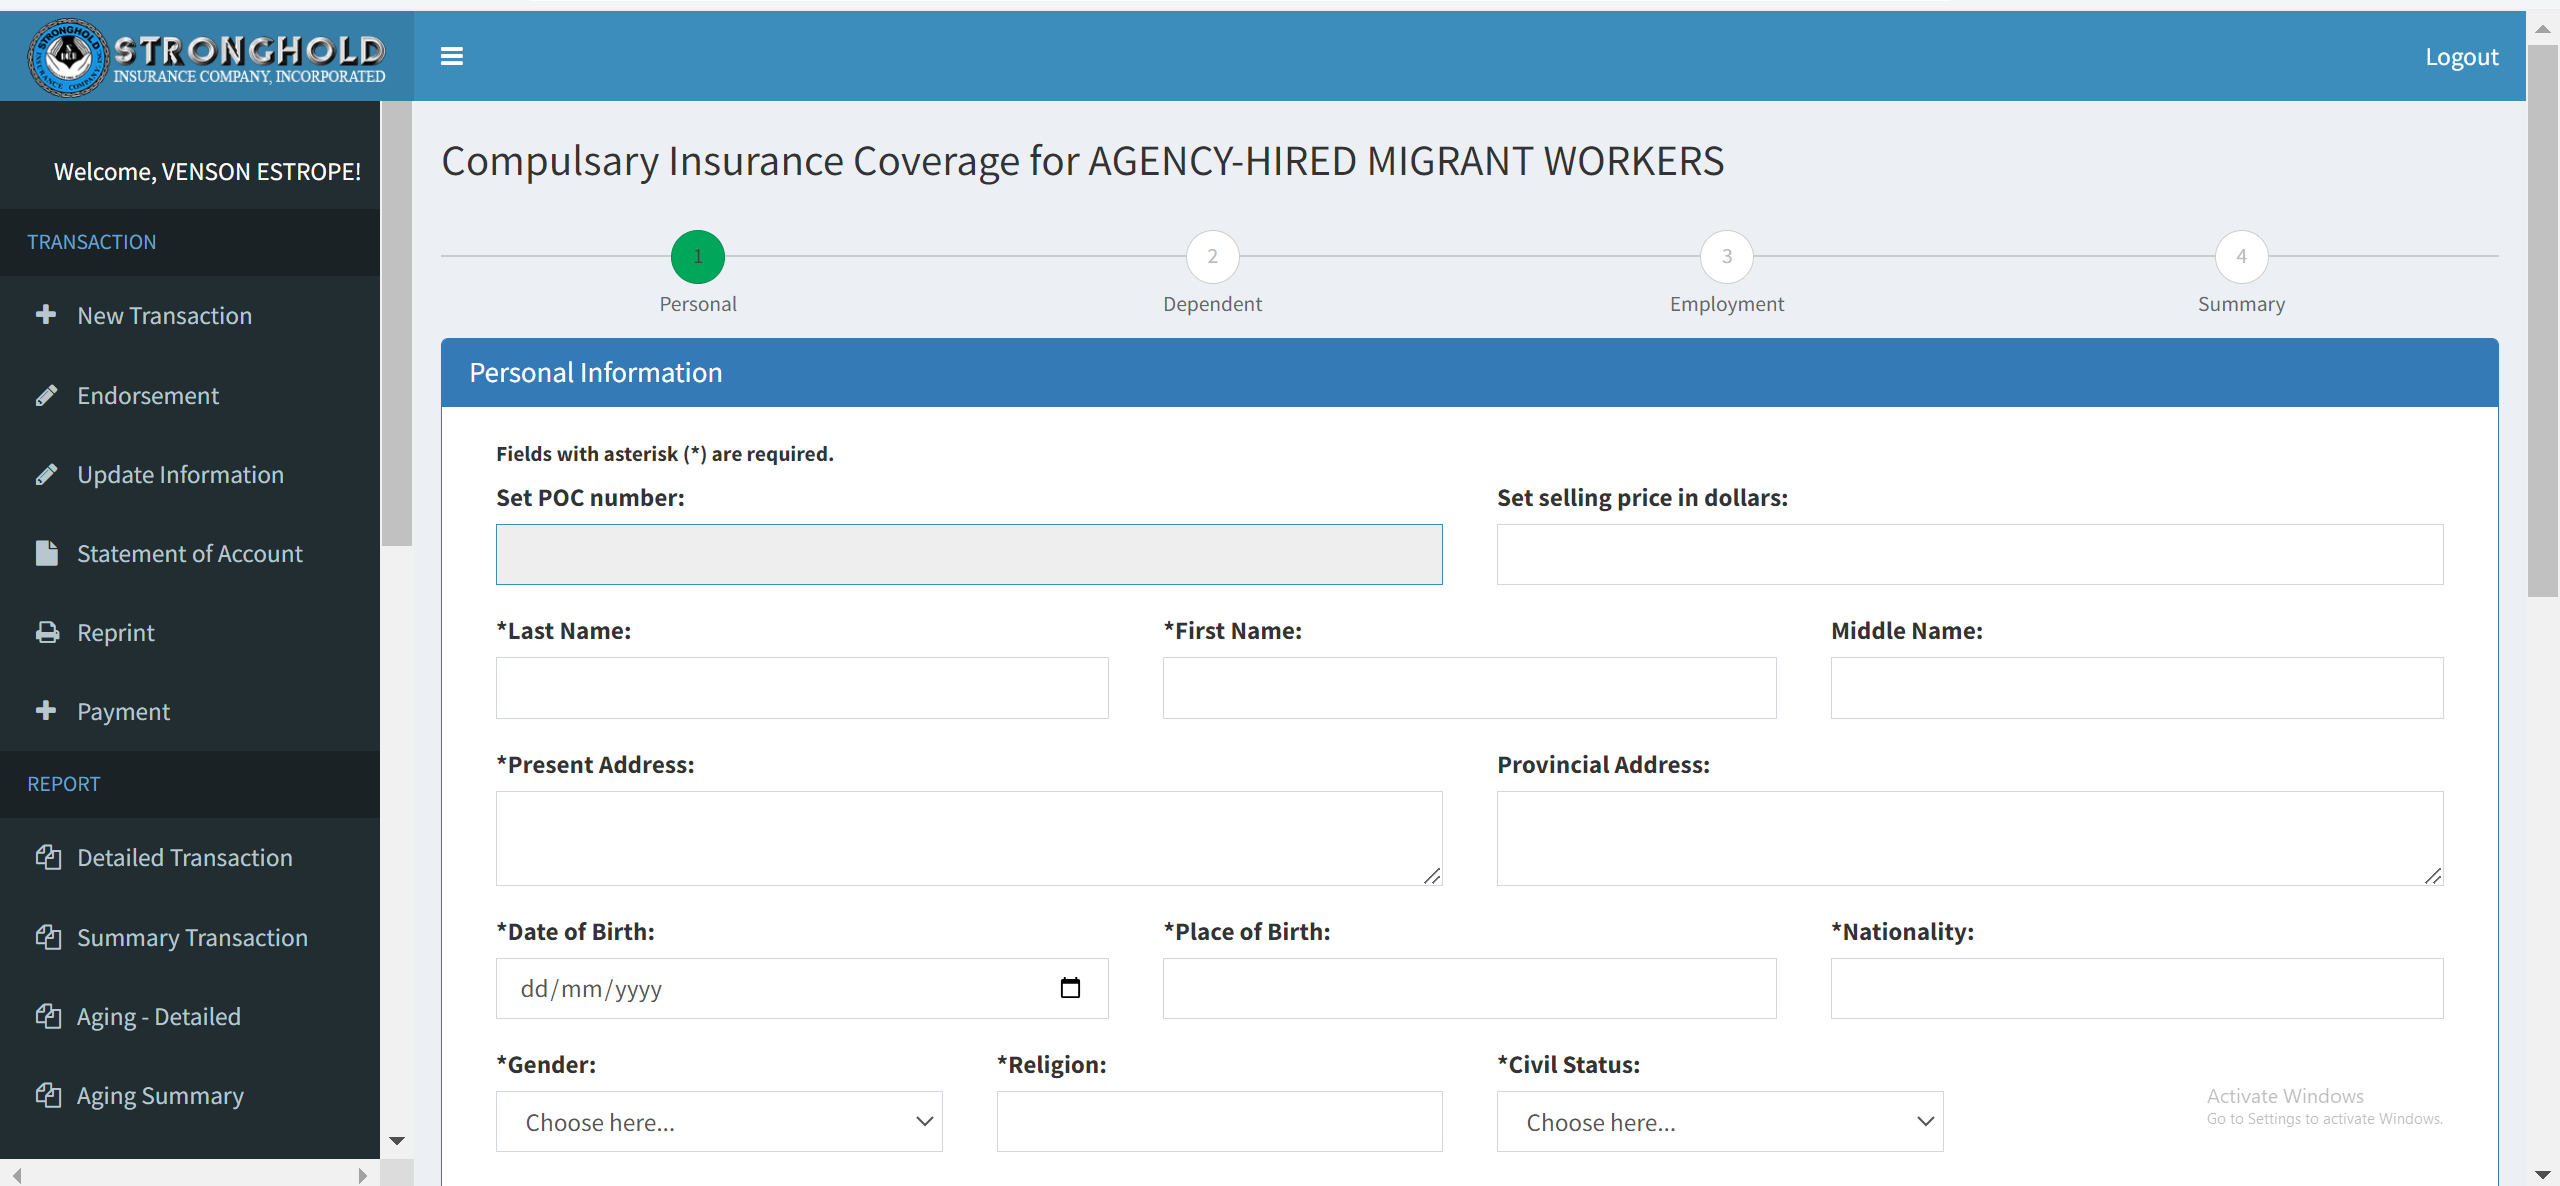 STRONGHOLD
INSURANCE COMPANY, INCORPORATED
Logout
Welcome, VENSON ESTROPE!
TRANSACTION
New Transaction
Endorsement
Update Information
Statement of Account
Reprint
Payment
REPORT
Detailed Transaction
Summary Transaction
Aging - Detailed
Aging Summary
Compulsary Insurance Coverage for AGENCY-HIRED MIGRANT WORKERS
1 2 3 4
Personal Dependent Employment Summary
Personal Information
Fields with asterisk (*) are required.
Set POC number: Set selling price in dollars:
*Last Name: *First Name: Middle Name:
*Present Address: Provincial Address:
*Date of Birth: *Place of Birth: *Nationality:
dd/mm/yyyy
*Gender: *Religion: *Civil Status:
Choose here... Choose here...
Activate Windows
Go to Settings to activate Windows.